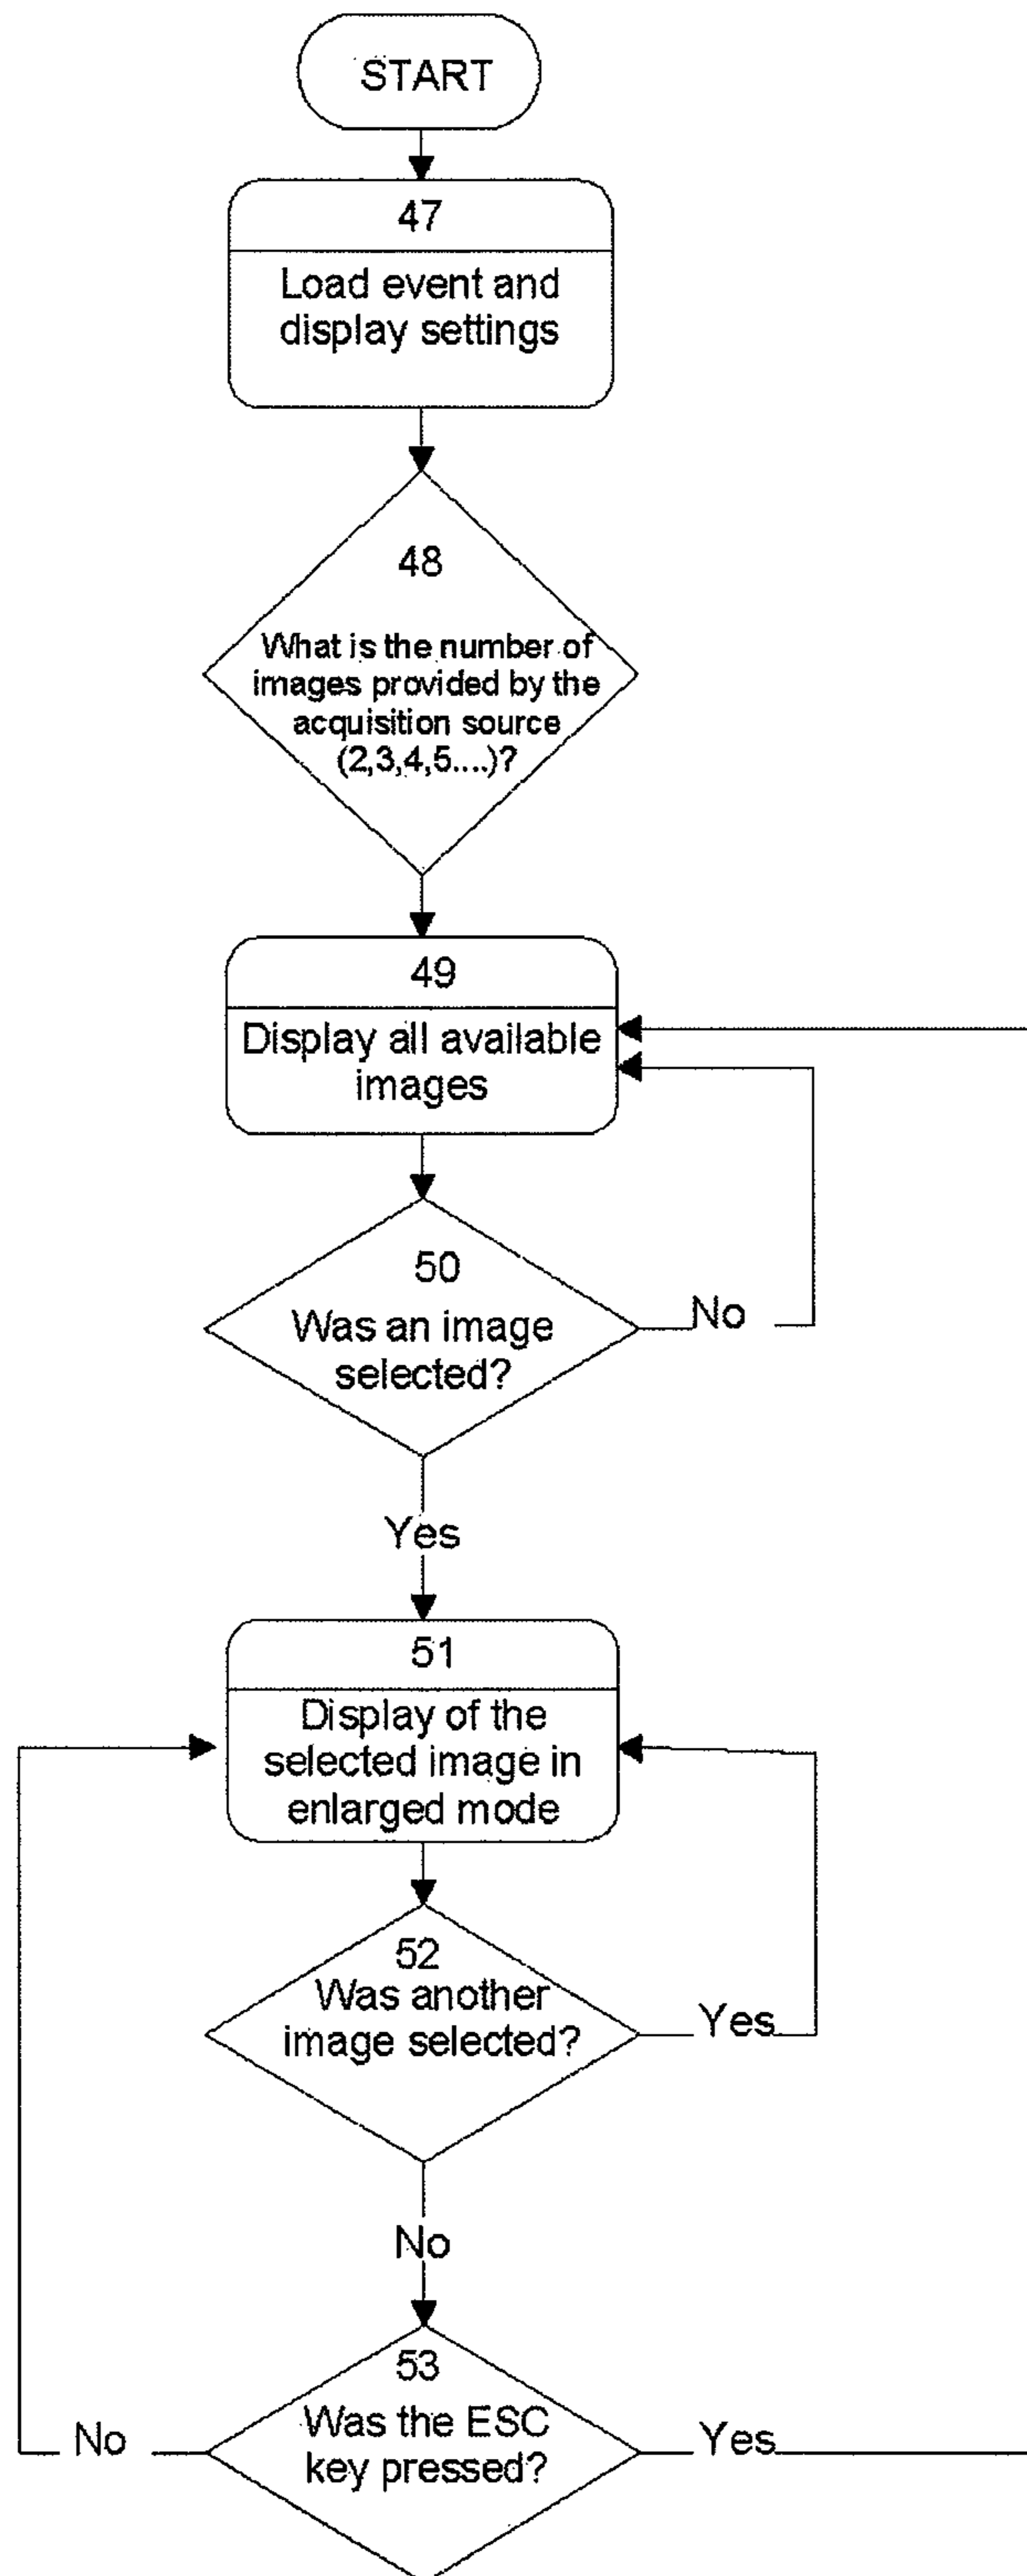 START
47
Load event and
display settings
48
What is the number of
images provided by the
acquisition source
(2,3,4,5....)?
49
Display all available
images
50
Was an image
selected?
No
Yes
51
Display of the
selected image in
enlarged mode
52
Was another
image selected?
Yes
No
53
Was the ESC
key pressed?
No
Yes